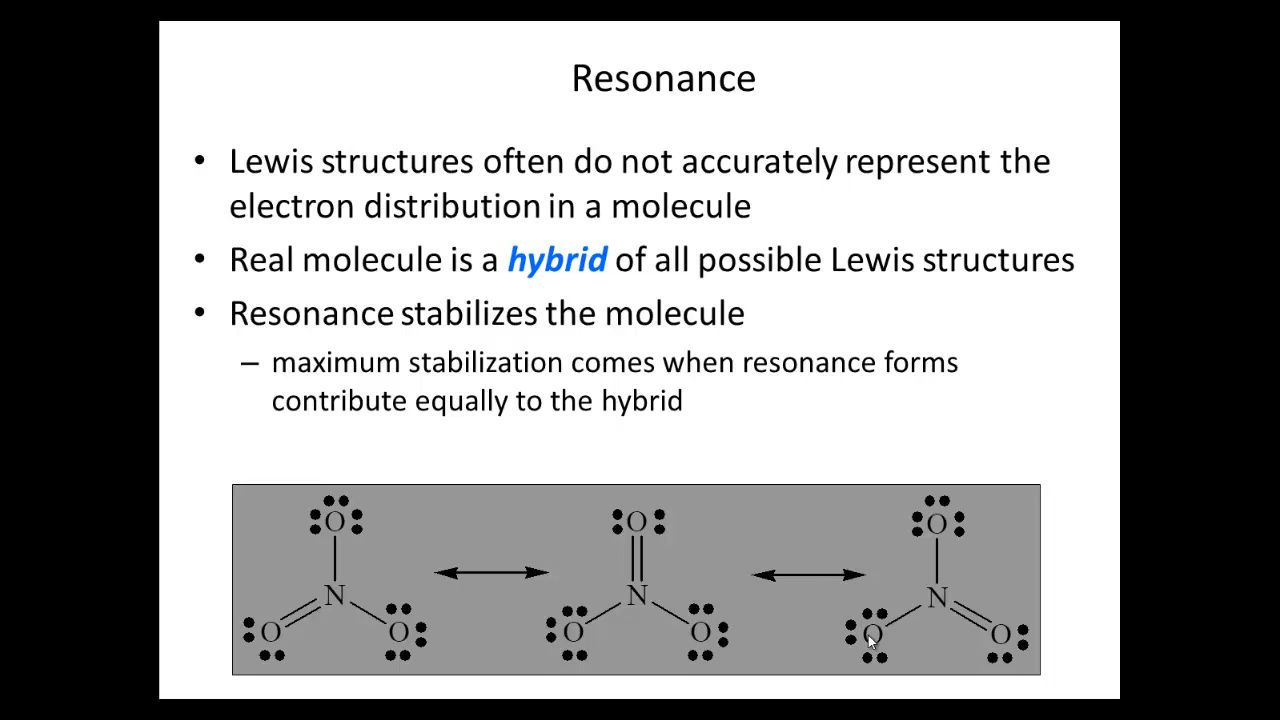 Resonance
• Lewis structures often do not accurately represent the
electron distribution in a molecule
• Real molecule is a hybrid of all possible Lewis structures
• Resonance stabilizes the molecule
– maximum stabilization comes when resonance forms
contribute equally to the hybrid
O O O
N N N
O O O O O O